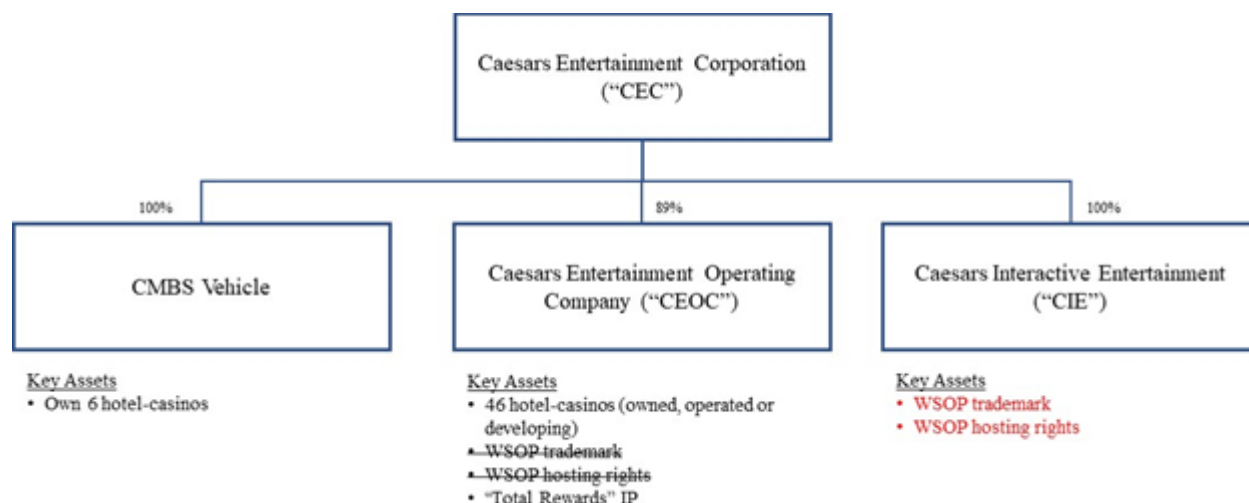 Caesars Entertainment Corporation
(“CEC”)
100%
89%
100%
CMBS Vehicle
Caesars Entertainment Operating
Company (“CEOC”)
Caesars Interactive Entertainment
(“CIE”)
Key Assets
• Own 6 hotel-casinos
Key Assets
• 46 hotel-casinos (owned, operated or
developing)
• WSOP trademark
• WSOP hosting rights
• “Total Rewards” IP
Key Assets
• WSOP trademark
• WSOP hosting rights